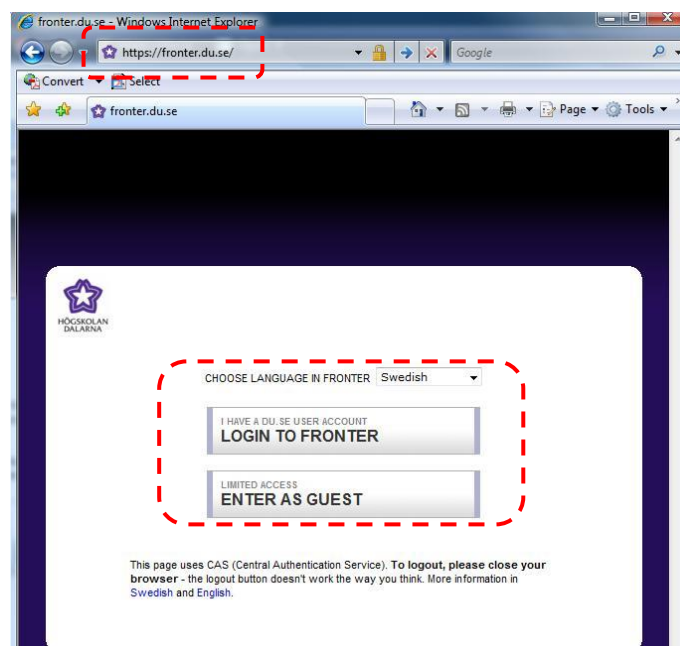 fronter.du.se - Windows Internet Explorer
https://fronter.du.se/
Google
Convert
Select
fronter.du.se
Page
Tools
HÖGSKOLAN
DALARNA
CHOOSE LANGUAGE IN FRONTER Swedish
I HAVE A DU.SE USER ACCOUNT
LOGIN TO FRONTER
LIMITED ACCESS
ENTER AS GUEST
This page uses CAS (Central Authentication Service). To logout, please close your
browser - the logout button doesn't work the way you think. More information in
Swedish and English.